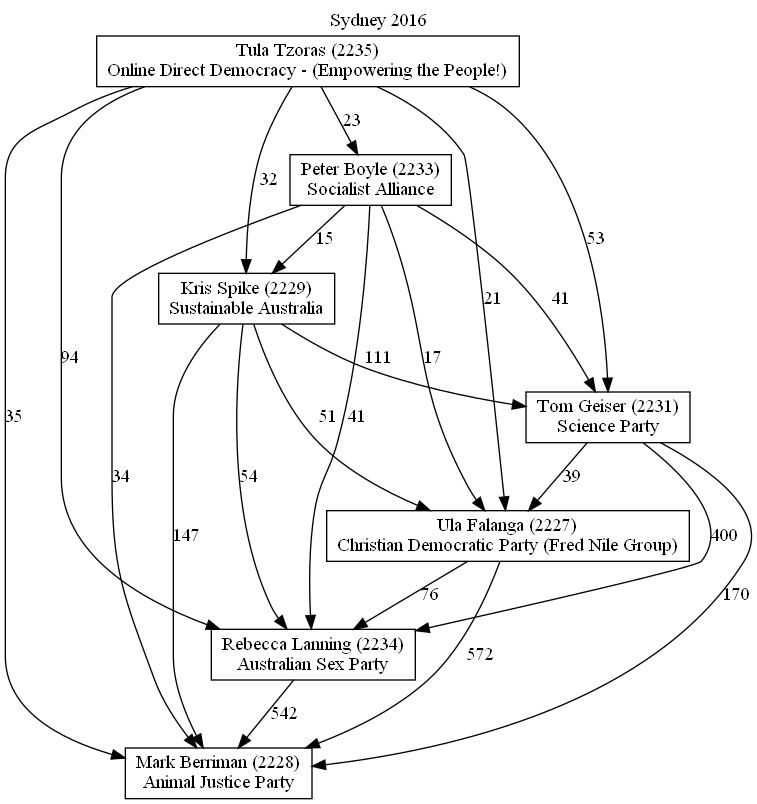 Sydney 2016
Tula Tzoras (2235)
Online Direct Democracy - (Empowering the People!)
23
Peter Boyle (2233)
Socialist Alliance
32
15
53
Kris Spike (2229)
Sustainable Australia
21
41
94
111
17
Tom Geiser (2231)
Science Party
35
51
41
34
54
39
Ula Falanga (2227)
Christian Democratic Party (Fred Nile Group)
147
400
76
170
Rebecca Lanning (2234)
Australian Sex Party
572
542
Mark Berriman (2228)
Animal Justice Party